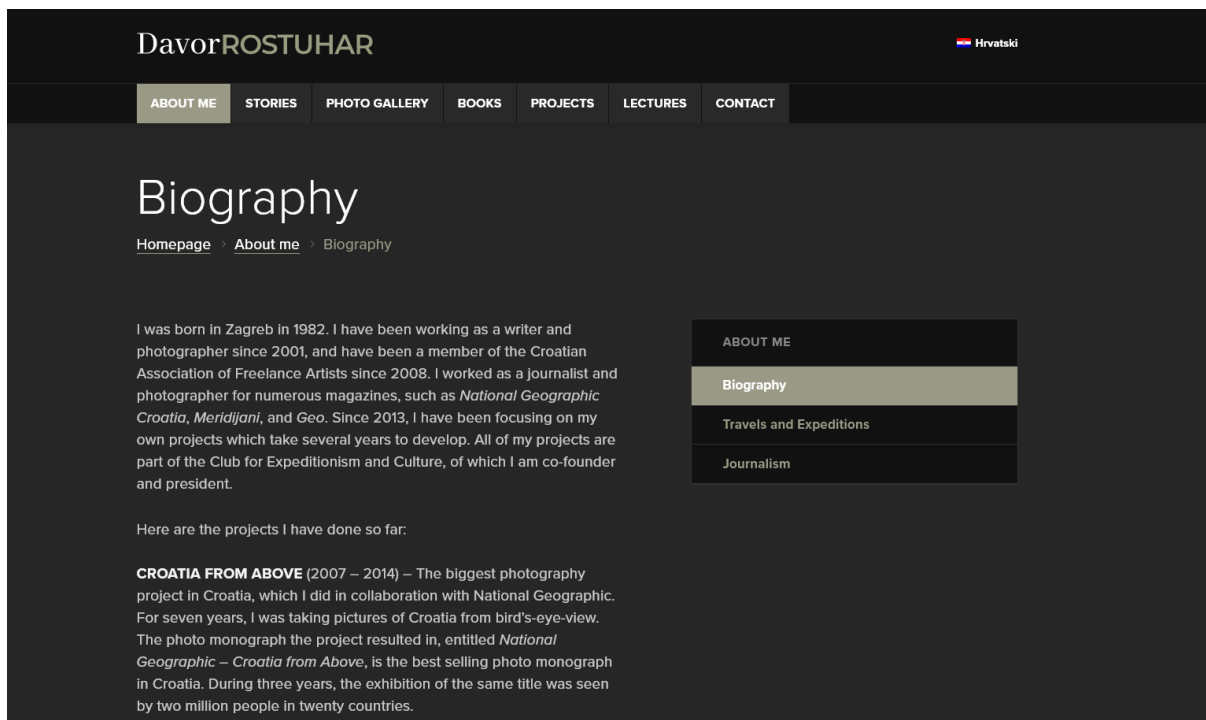 DavorROSTUHAR
Hrvatski
ABOUT ME STORIES PHOTO GALLERY BOOKS PROJECTS LECTURES CONTACT
Biography
Homepage > About me > Biography
I was born in Zagreb in 1982. I have been working as a writer and
photographer since 2001, and have been a member of the Croatian
Association of Freelance Artists since 2008. I worked as a journalist and
photographer for numerous magazines, such as National Geographic
Croatia, Meridijani, and Geo. Since 2013, I have been focusing on my
own projects which take several years to develop. All of my projects are
part of the Club for Expeditionism and Culture, of which I am co-founder
and president.
Here are the projects I have done so far:
CROATIA FROM ABOVE (2007 – 2014) – The biggest photography
project in Croatia, which I did in collaboration with National Geographic.
For seven years, I was taking pictures of Croatia from bird's-eye-view.
The photo monograph the project resulted in, entitled National
Geographic – Croatia from Above, is the best selling photo monograph
in Croatia. During three years, the exhibition of the same title was seen
by two million people in twenty countries.
ABOUT ME
Biography
Travels and Expeditions
Journalism